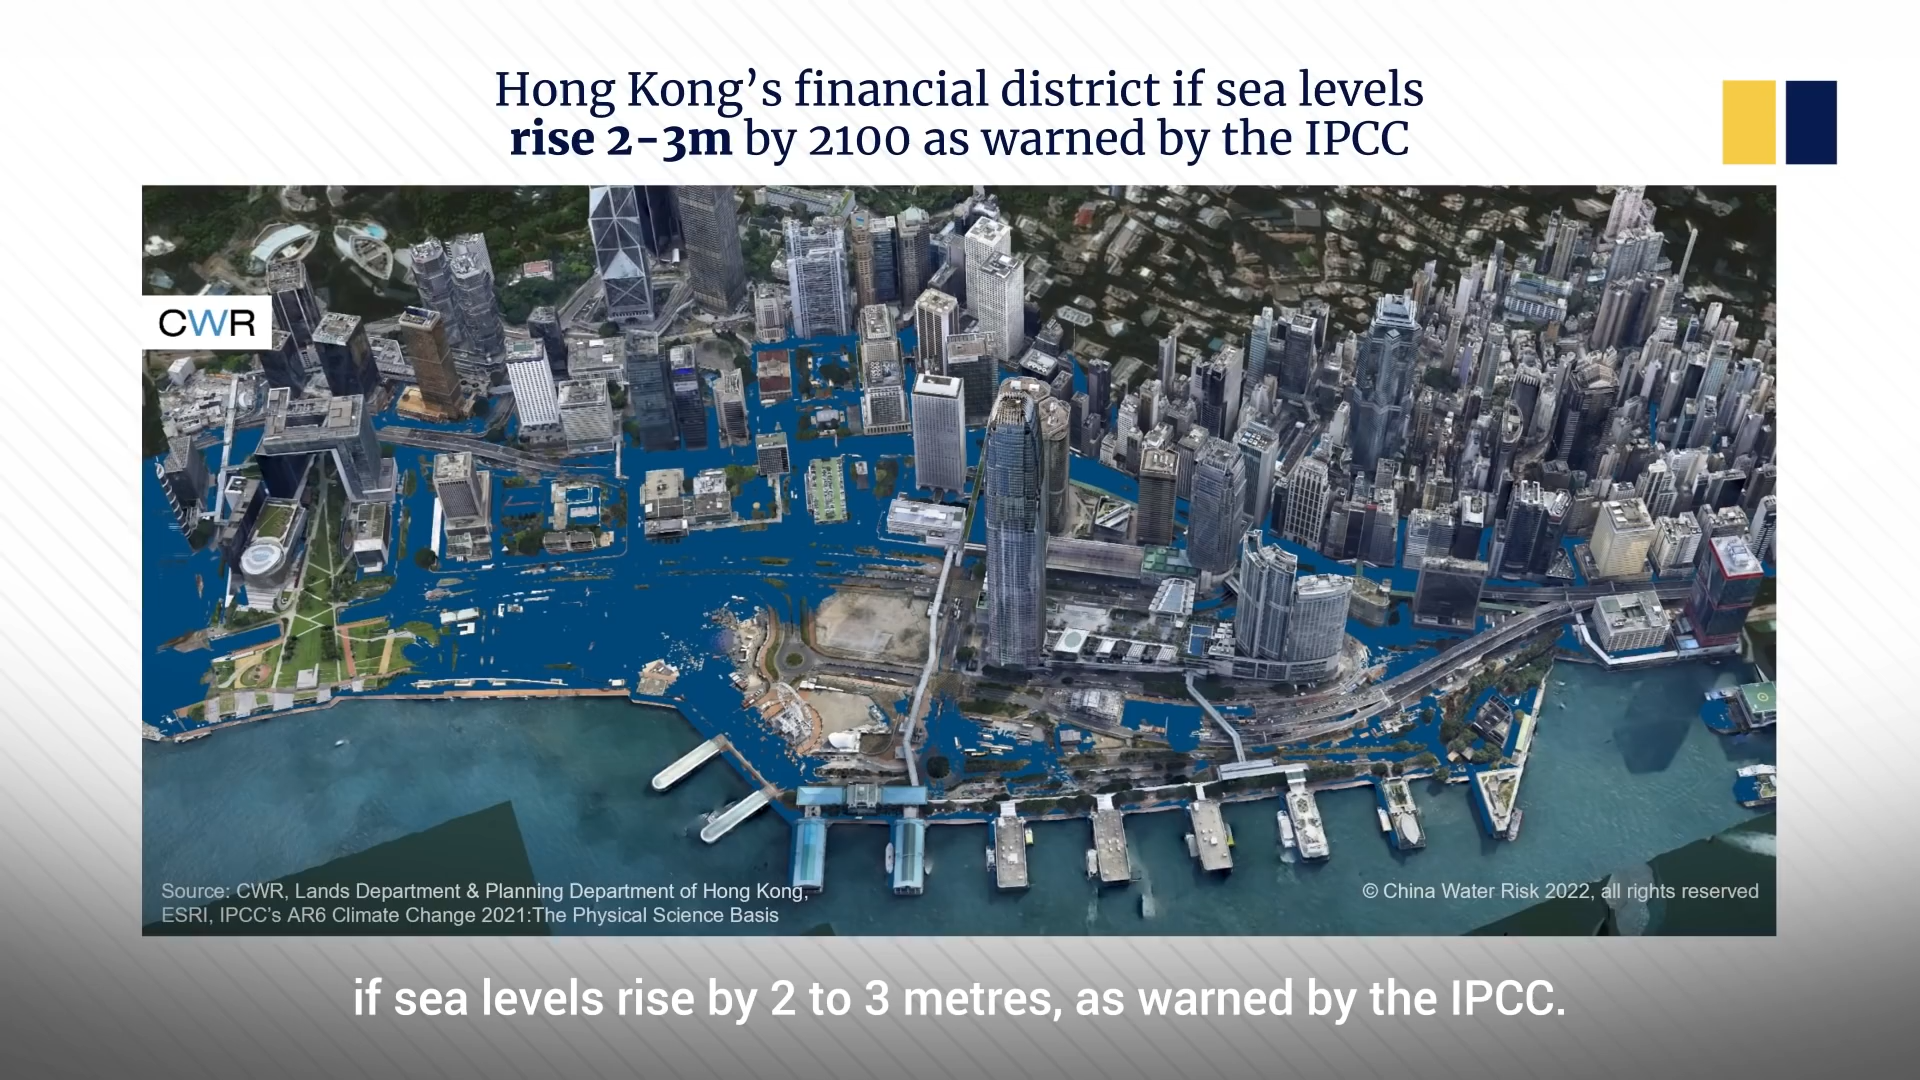 Hong Kong’s financial district if sea levels
rise 2-3m by 2100 as warned by the IPCC
CWR
Source: CWR, Lands Department & Planning Department of Hong Kong,
ESRI, IPCC’s AR6 Climate Change 2021:The Physical Science Basis
© China Water Risk 2022, all rights reserved
if sea levels rise by 2 to 3 metres, as warned by the IPCC.